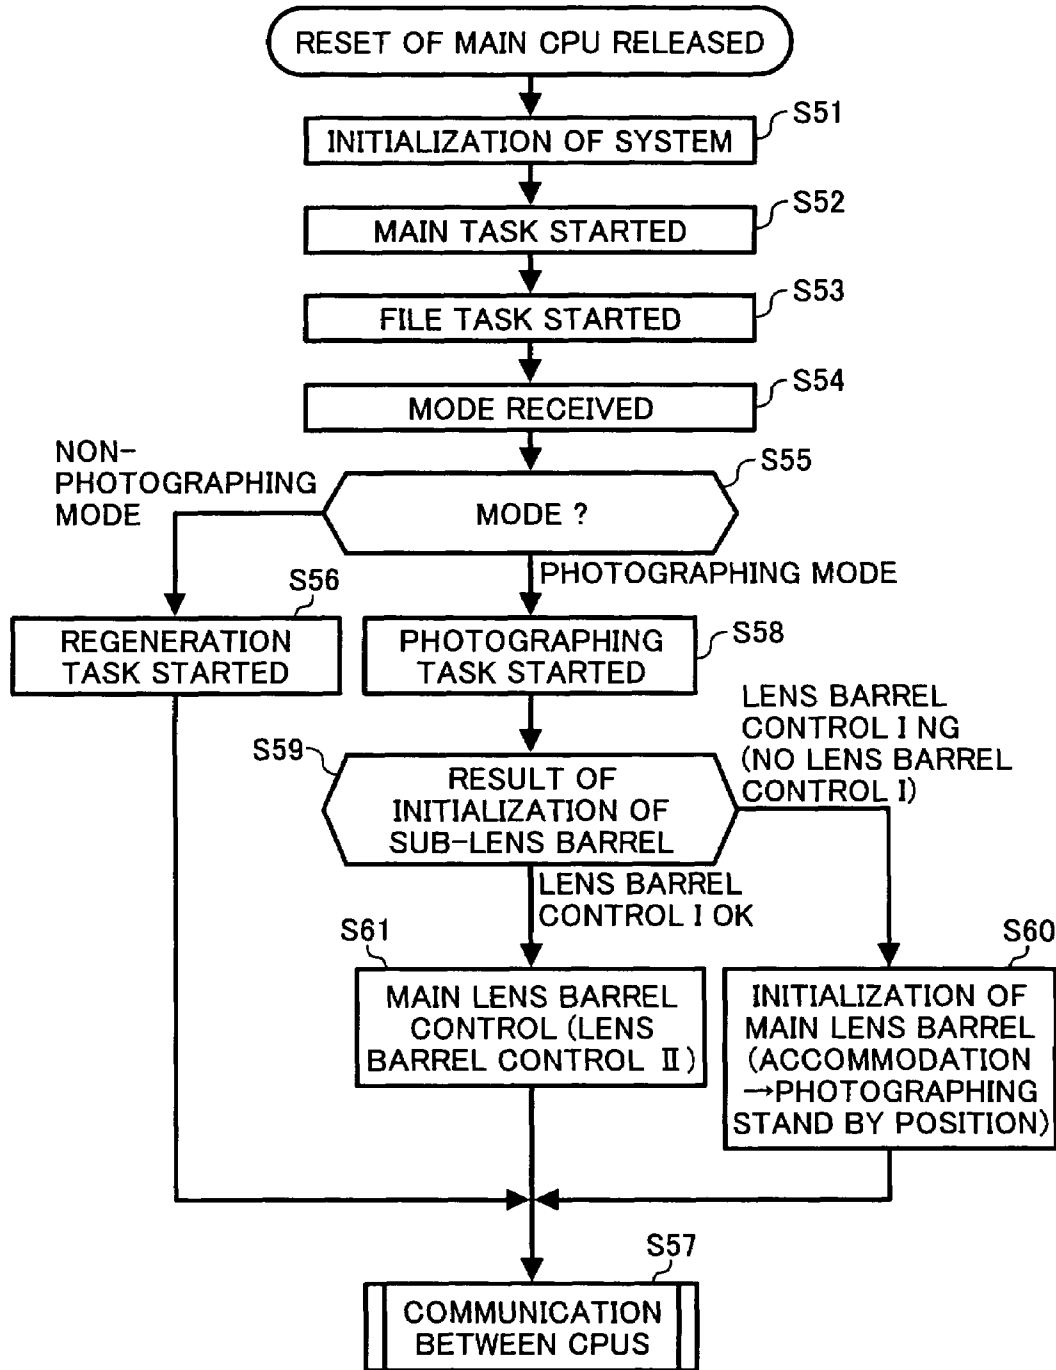 RESET OF MAIN CPU RELEASED
S51
INITIALIZATION OF SYSTEM
S52
MAIN TASK STARTED
S53
FILE TASK STARTED
S54
MODE RECEIVED
NON-
PHOTOGRAPHING
MODE
S55
MODE ?
PHOTOGRAPHING MODE
S56
REGENERATION
TASK STARTED
S58
PHOTOGRAPHING
TASK STARTED
LENS BARREL
CONTROL I NG
(NO LENS BARREL
CONTROL I)
S59
RESULT OF
INITIALIZATION OF
SUB-LENS BARREL
LENS BARREL
CONTROL I OK
S61
MAIN LENS BARREL
CONTROL (LENS
BARREL CONTROL II)
S60
INITIALIZATION OF
MAIN LENS BARREL
(ACCOMMODATION
→PHOTOGRAPHING
STAND BY POSITION)
S57
COMMUNICATION
BETWEEN CPUS